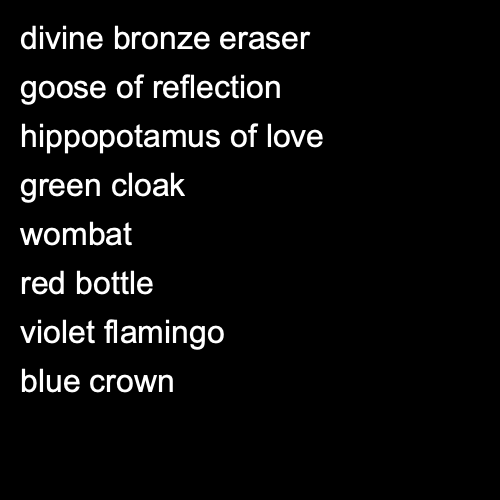 divine bronze eraser
goose of reflection
hippopotamus of love
green cloak
wombat
red bottle
violet flamingo
blue crown